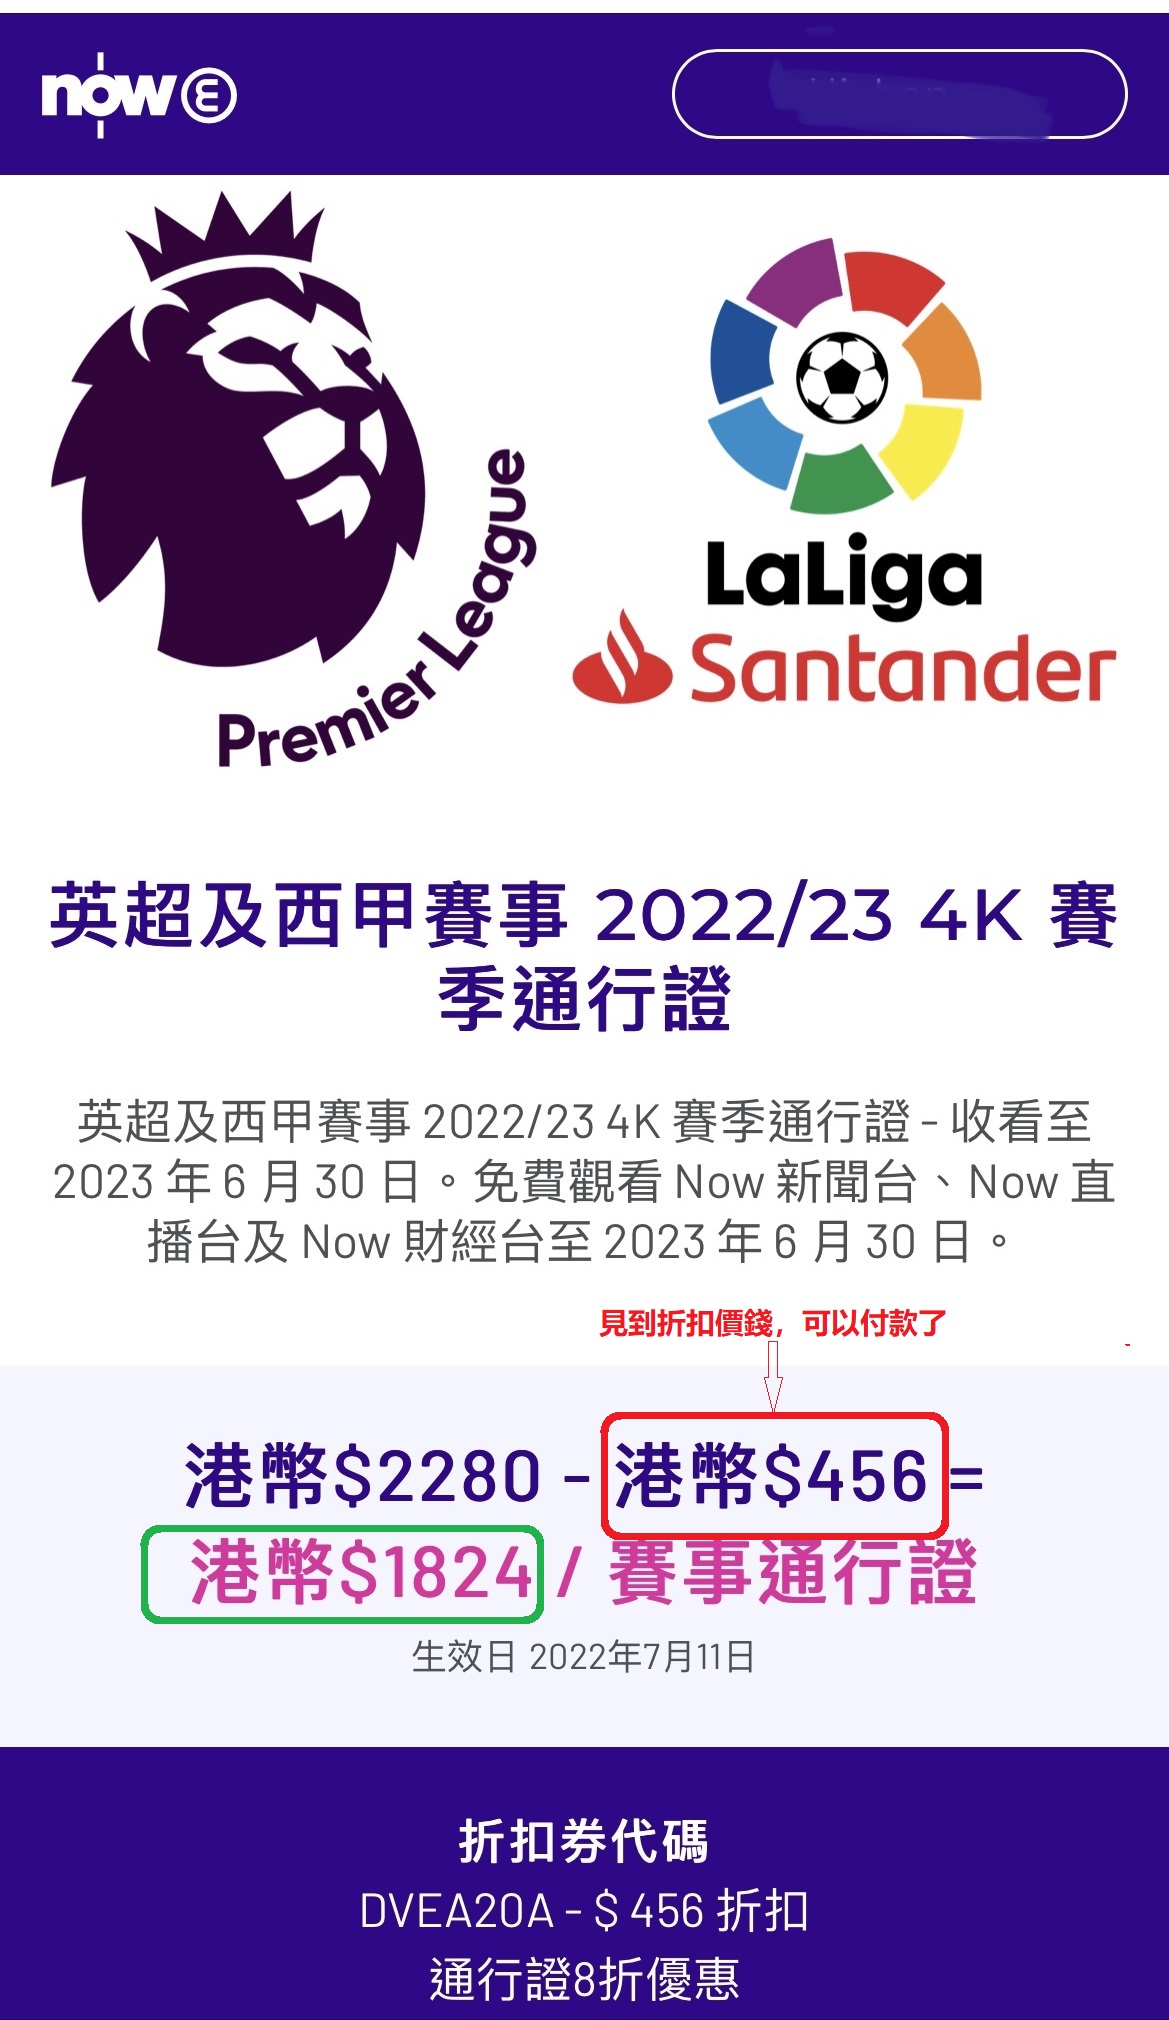 now E
Premier League
LaLiga
Santander
英超及西甲賽事 2022/23 4K 賽
季通行證
英超及西甲賽事 2022/23 4K 賽季通行證 - 收看至
2023 年 6 月 30 日。免費觀看 Now 新聞台、Now 直
播台及 Now 財經台至 2023 年 6 月 30 日。
見到折扣價錢，可以付款了
港幣$2280 - 港幣$456 =
港幣$1824 / 賽事通行證
生效日 2022年7月11日
折扣券代碼
DVEA20A - $ 456 折扣
通行證8折優惠